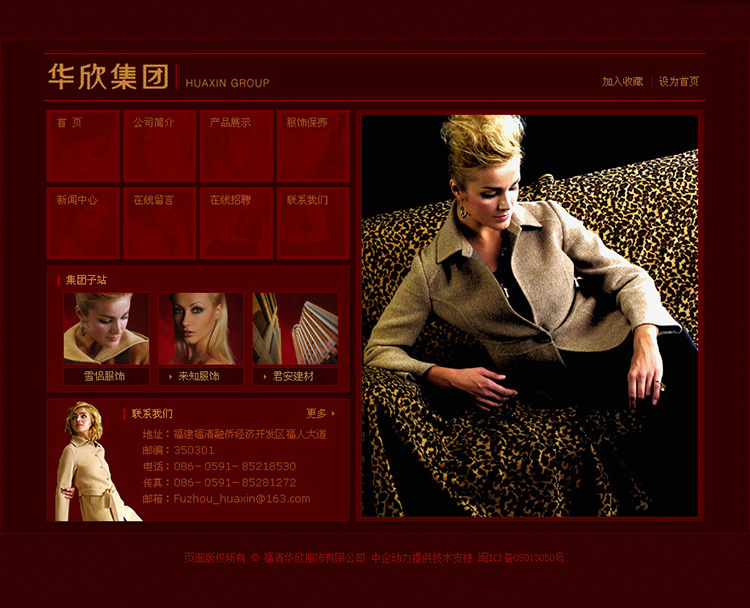 华欣集团 HUAXIN GROUP
加入收藏 设为首页
首 页 公司简介 产品展示 服饰保养
新闻中心 在线留言 在线招聘 联系我们
集团子站
雪侣服饰 来知服饰 君安建材
联系我们 更多
地址：福建福清融侨经济开发区福人大道
邮编：350301
电话：086-0591-85218530
传真：086-0591-85281272
邮箱：Fuzhou_huaxin@163.com
页面版权所有 © 福清华欣服饰有限公司 中企动力提供技术支持 闽ICP备05013050号